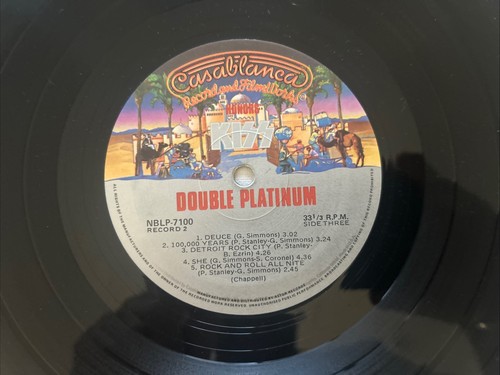 Casablanca
Record and FilmWorks
HONORS
KISS
DOUBLE PLATINUM
NBLP-7100
RECORD 2
33 1/3 R.P.M.
SIDE THREE
1. DEUCE (G. Simmons) 3.02
2. 100,000 YEARS (P. Stanley-G. Simmons) 3.24
3. DETROIT ROCK CITY (P. Stanley-
B. Ezrin) 4.26
4. SHE (G. Simmons-S. Coronel) 4.36
5. ROCK AND ROLL ALL NITE
(P. Stanley-G. Simmons) 2.45
(Chappell)